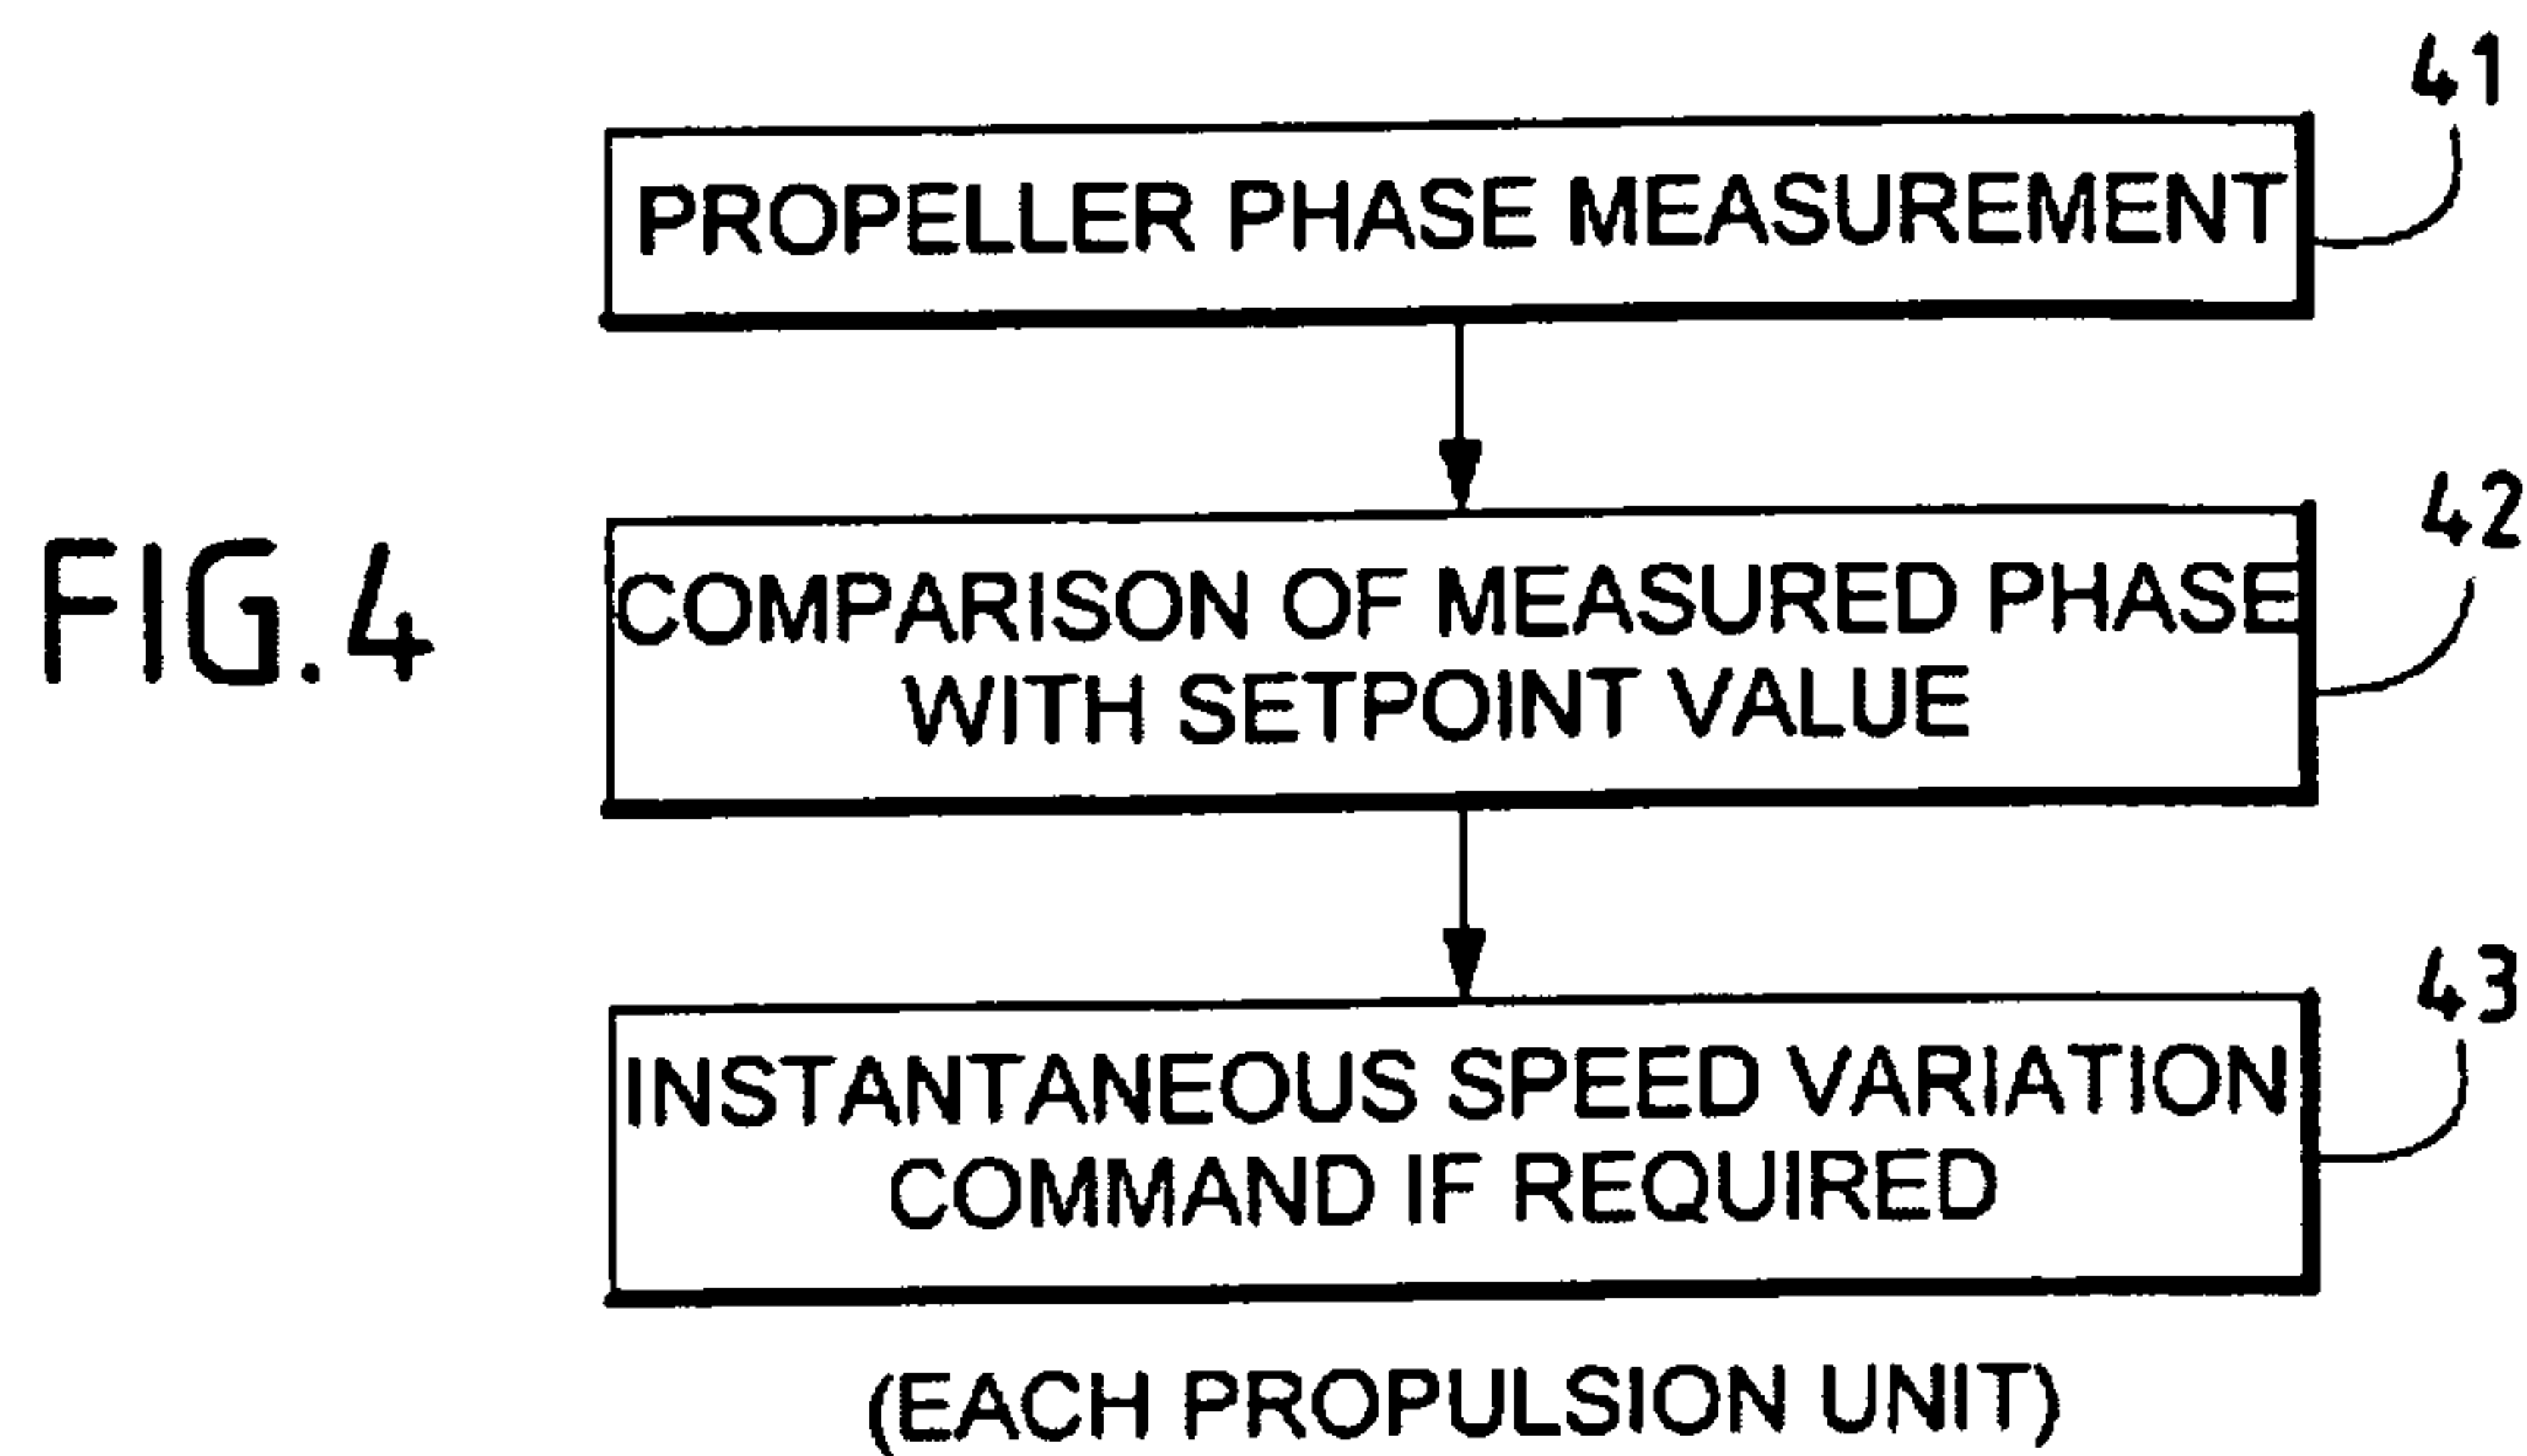 41
PROPELLER PHASE MEASUREMENT
42
FIG.4
COMPARISON OF MEASURED PHASE
WITH SETPOINT VALUE
43
INSTANTANEOUS SPEED VARIATION
COMMAND IF REQUIRED
(EACH PROPULSION UNIT)